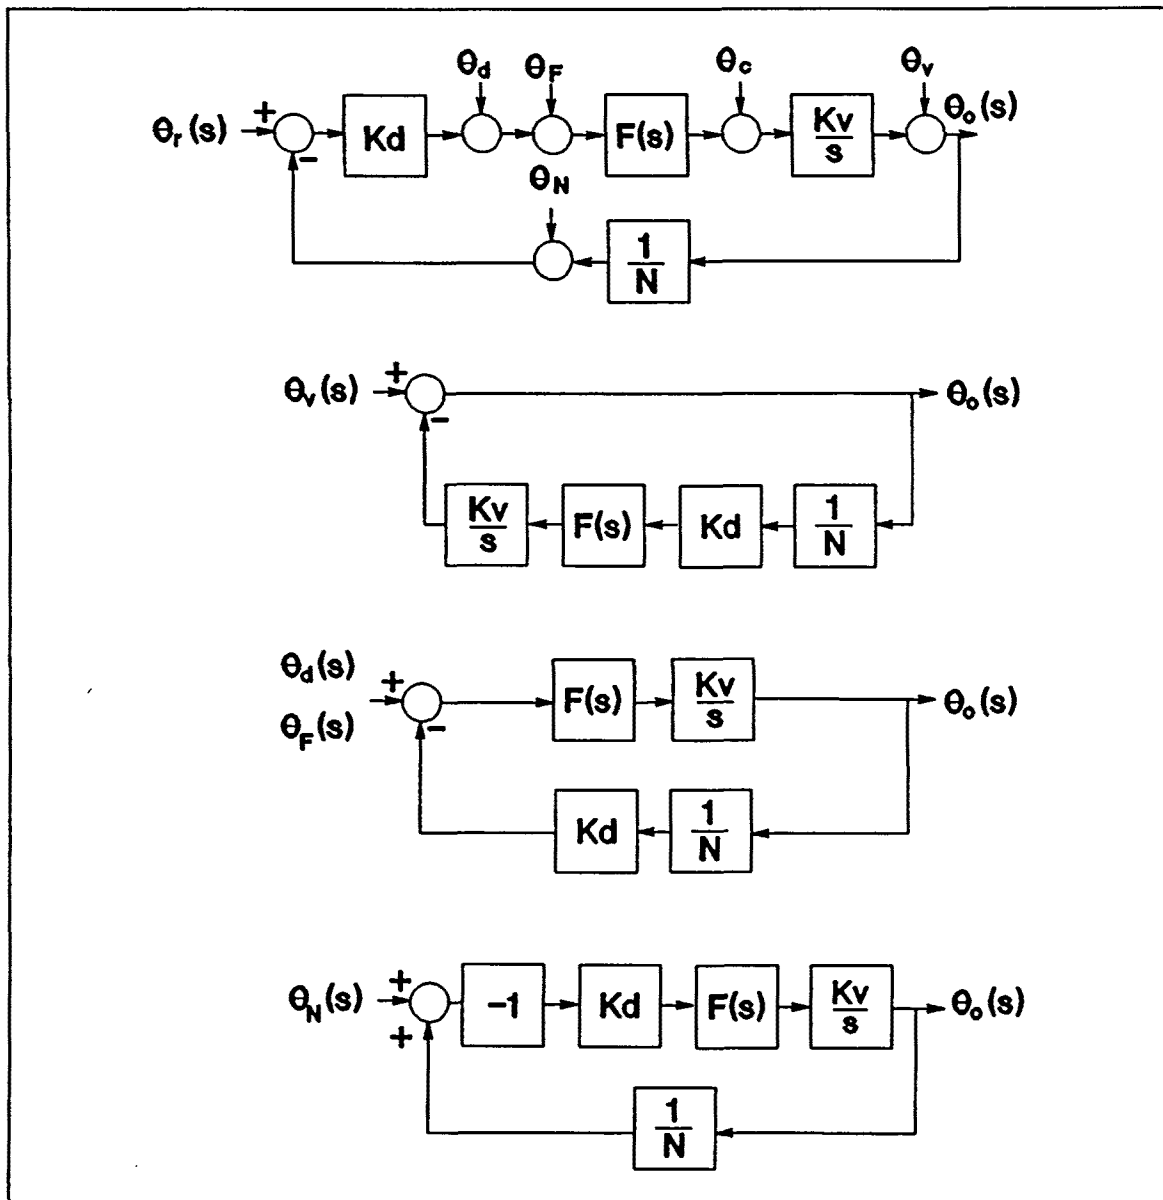 θd θF θc θv
θr(s) + - Kd F(s) Kv/s θo(s)
θN
1/N
θv(s) + - θo(s)
Kv/s F(s) Kd 1/N
θd(s)
θF(s) + - F(s) Kv/s θo(s)
Kd 1/N
θN(s) + + -1 Kd F(s) Kv/s θo(s)
1/N